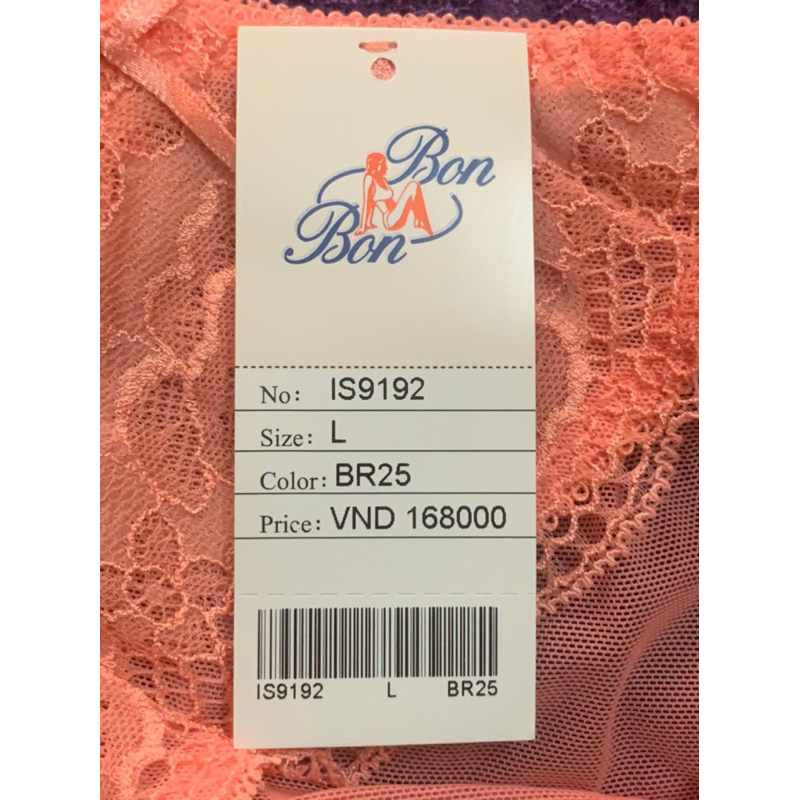 Bon
Bon
No: IS9192
Size: L
Color: BR25
Price: VND 168000
IS9192 L BR25